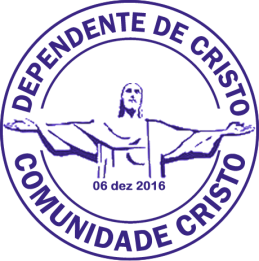 DEPENDENTE DE CRISTO
06 dez 2016
COMUNIDADE CRISTO